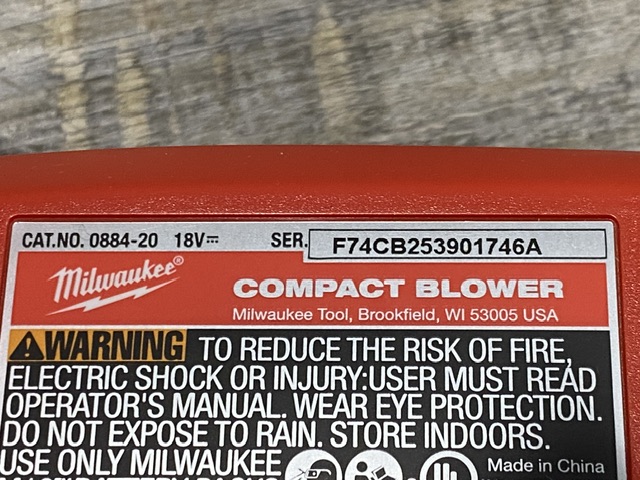 CAT.NO. 0884-20 18V⎓ SER. F74CB253901746A
Milwaukee®
COMPACT BLOWER
Milwaukee Tool, Brookfield, WI 53005 USA
WARNING TO REDUCE THE RISK OF FIRE,
ELECTRIC SHOCK OR INJURY:USER MUST READ
OPERATOR'S MANUAL. WEAR EYE PROTECTION.
DO NOT EXPOSE TO RAIN. STORE INDOORS.
USE ONLY MILWAUKEE
Made in China